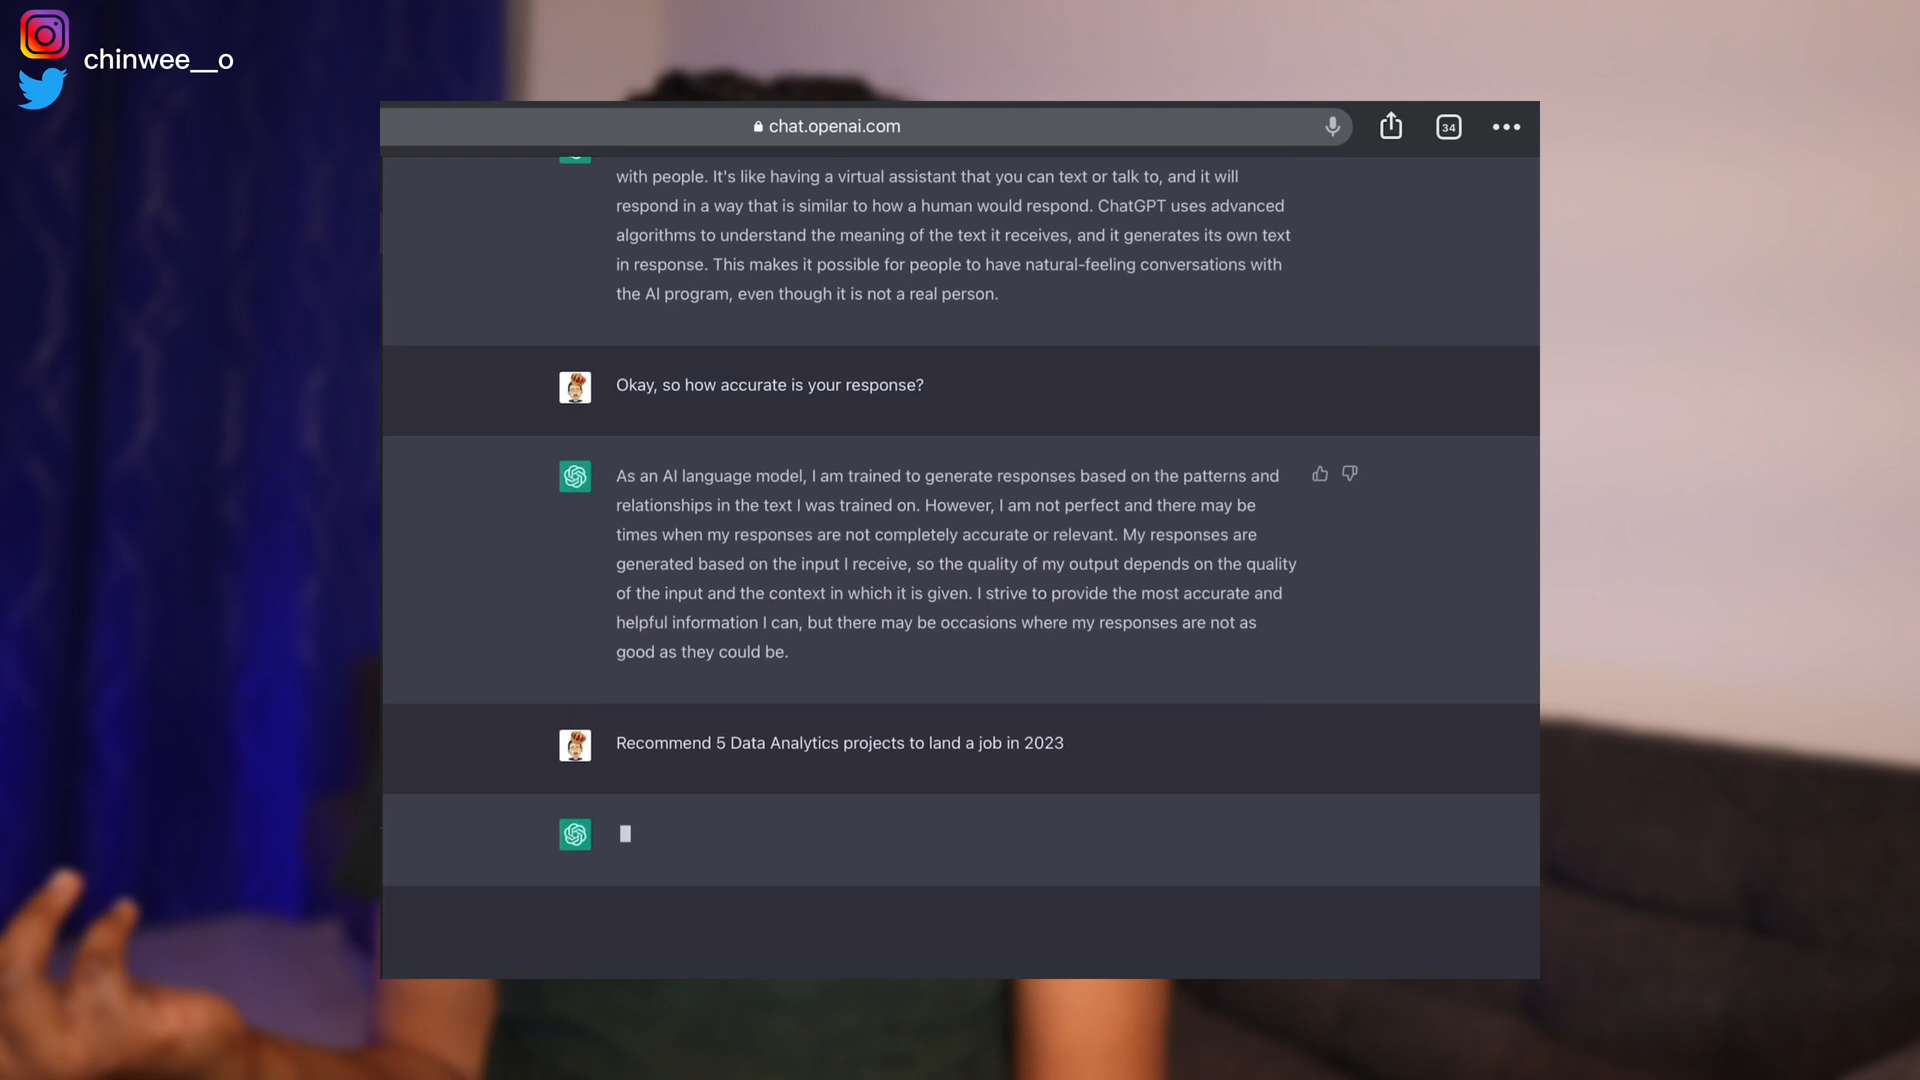 chinwee__o
chat.openai.com
34
with people. It's like having a virtual assistant that you can text or talk to, and it will
respond in a way that is similar to how a human would respond. ChatGPT uses advanced
algorithms to understand the meaning of the text it receives, and it generates its own text
in response. This makes it possible for people to have natural-feeling conversations with
the AI program, even though it is not a real person.
Okay, so how accurate is your response?
As an AI language model, I am trained to generate responses based on the patterns and
relationships in the text I was trained on. However, I am not perfect and there may be
times when my responses are not completely accurate or relevant. My responses are
generated based on the input I receive, so the quality of my output depends on the quality
of the input and the context in which it is given. I strive to provide the most accurate and
helpful information I can, but there may be occasions where my responses are not as
good as they could be.
Recommend 5 Data Analytics projects to land a job in 2023